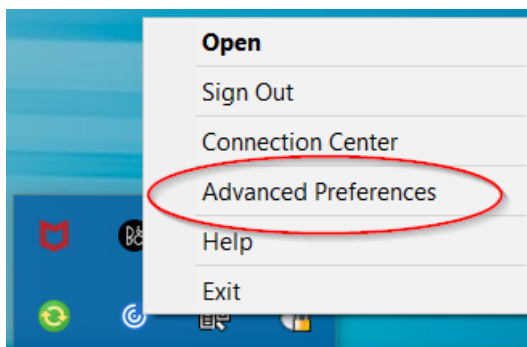 Open
Sign Out
Connection Center
Advanced Preferences
Help
Exit